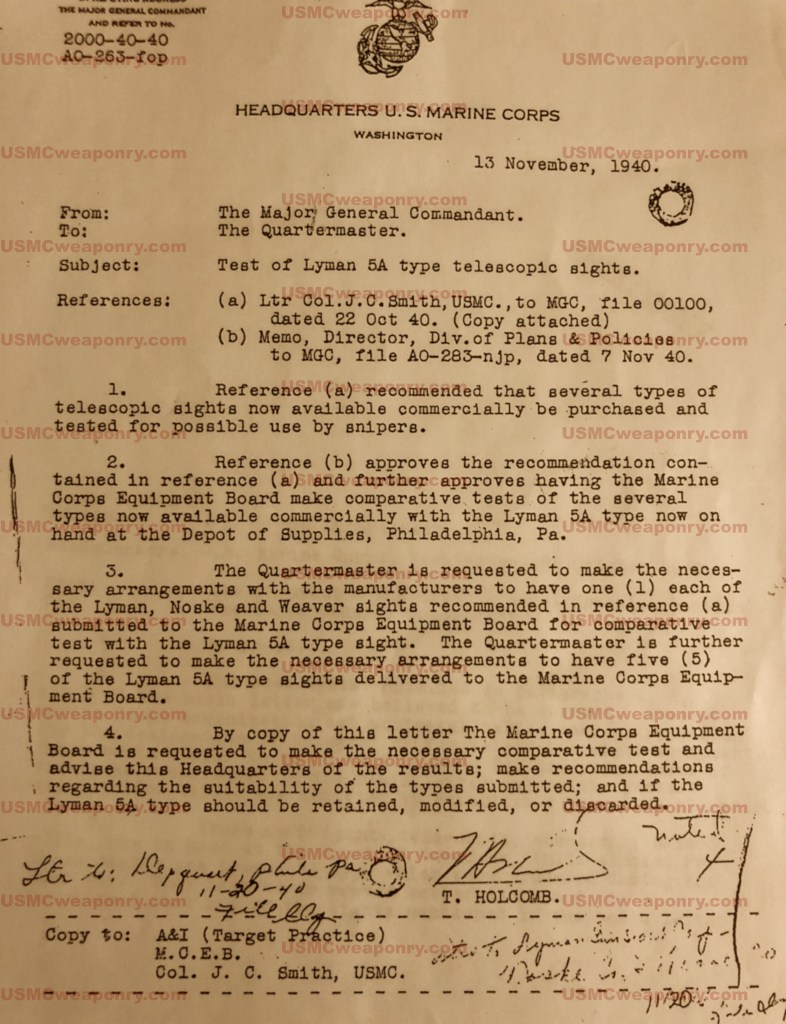 THE MAJOR GENERAL COMMANDANT
AND REFER TO No.
2000-40-40
AO-263-fop
HEADQUARTERS U. S. MARINE CORPS
WASHINGTON
13 November, 1940.
From: The Major General Commandant.
To: The Quartermaster.
Subject: Test of Lyman 5A type telescopic sights.
References: (a) Ltr Col.J.C.Smith,USMC.,to MGC, file 00100,
dated 22 Oct 40. (Copy attached)
(b) Memo, Director, Div.of Plans & Policies
to MGC, file AO-283-njp, dated 7 Nov 40.
1. Reference (a) recommended that several types of
telescopic sights now available commercially be purchased and
tested for possible use by snipers.
2. Reference (b) approves the recommendation con-
tained in reference (a) and further approves having the Marine
Corps Equipment Board make comparative tests of the several
types now available commercially with the Lyman 5A type now on
hand at the Depot of Supplies, Philadelphia, Pa.
3. The Quartermaster is requested to make the neces-
sary arrangements with the manufacturers to have one (1) each of
the Lyman, Noske and Weaver sights recommended in reference (a)
submitted to the Marine Corps Equipment Board for comparative
test with the Lyman 5A type sight. The Quartermaster is further
requested to make the necessary arrangements to have five (5)
of the Lyman 5A type sights delivered to the Marine Corps Equip-
ment Board.
4. By copy of this letter The Marine Corps Equipment
Board is requested to make the necessary comparative test and
advise this Headquarters of the results; make recommendations
regarding the suitability of the types submitted; and if the
Lyman 5A type should be retained, modified, or discarded.
Ltr to: Depquart, Phila Pa
11-20-40
T. HOLCOMB.
Copy to: A&I (Target Practice)
M.C.E.B.
Col. J. C. Smith, USMC.
USMCweaponry.com